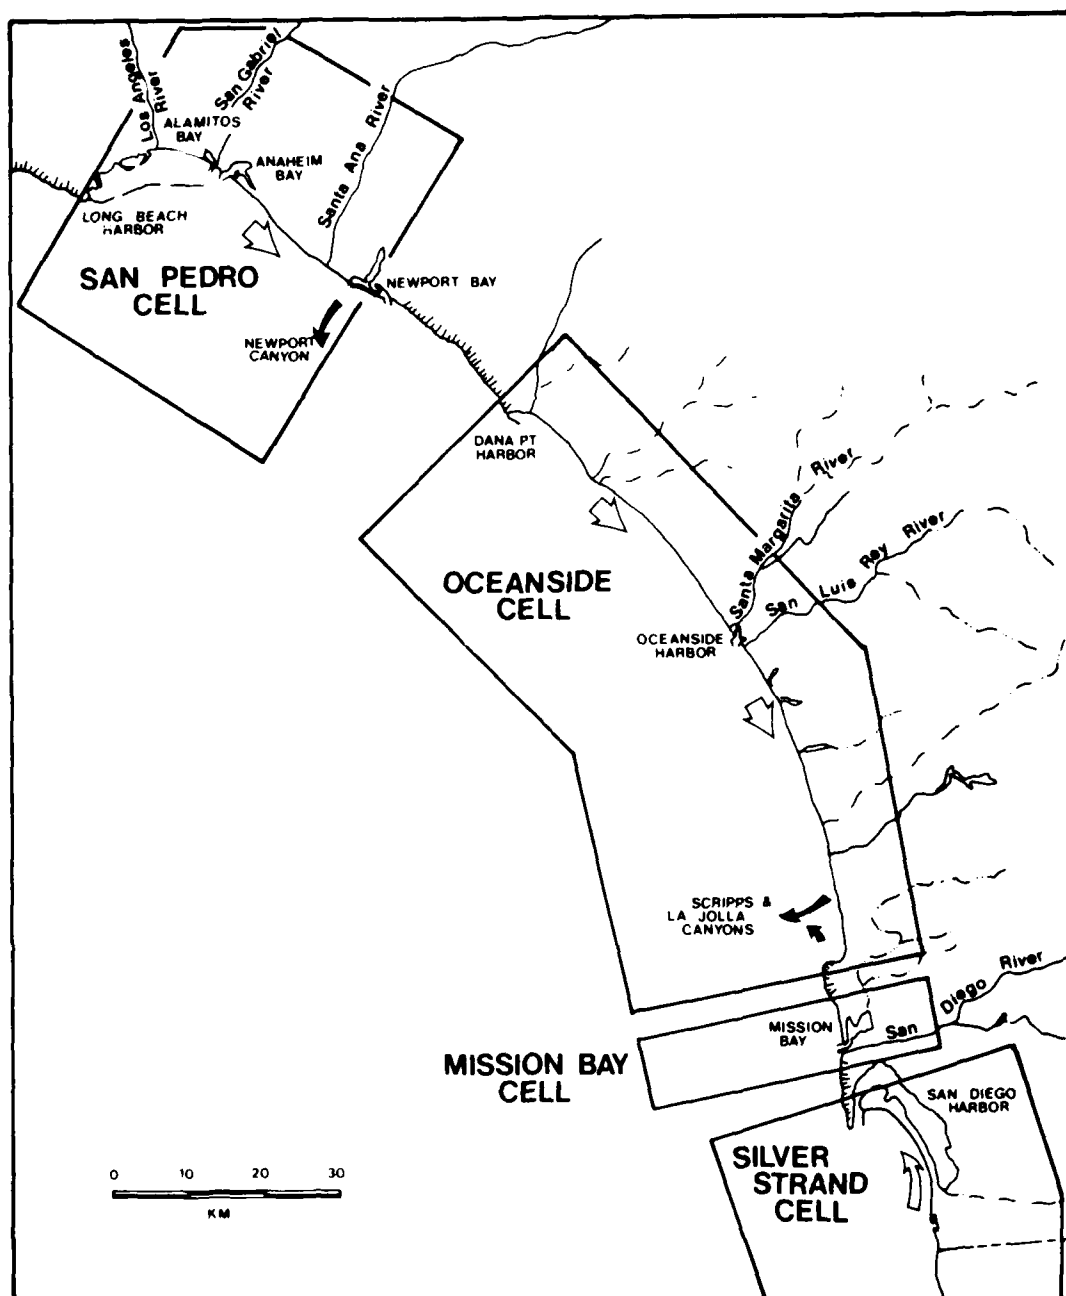 Los Angeles
River
San Gabriel
River
ALAMITOS
BAY
ANAHEIM
BAY
Santa Ana River
LONG BEACH
HARBOR
SAN PEDRO
CELL
NEWPORT BAY
NEWPORT
CANYON
DANA PT
HARBOR
Santa Margarita River
San Luis Rey River
OCEANSIDE
CELL
OCEANSIDE
HARBOR
SCRIPPS &
LA JOLLA
CANYONS
San Diego River
MISSION
BAY
MISSION BAY
CELL
SAN DIEGO
HARBOR
SILVER
STRAND
CELL
0 10 20 30
KM